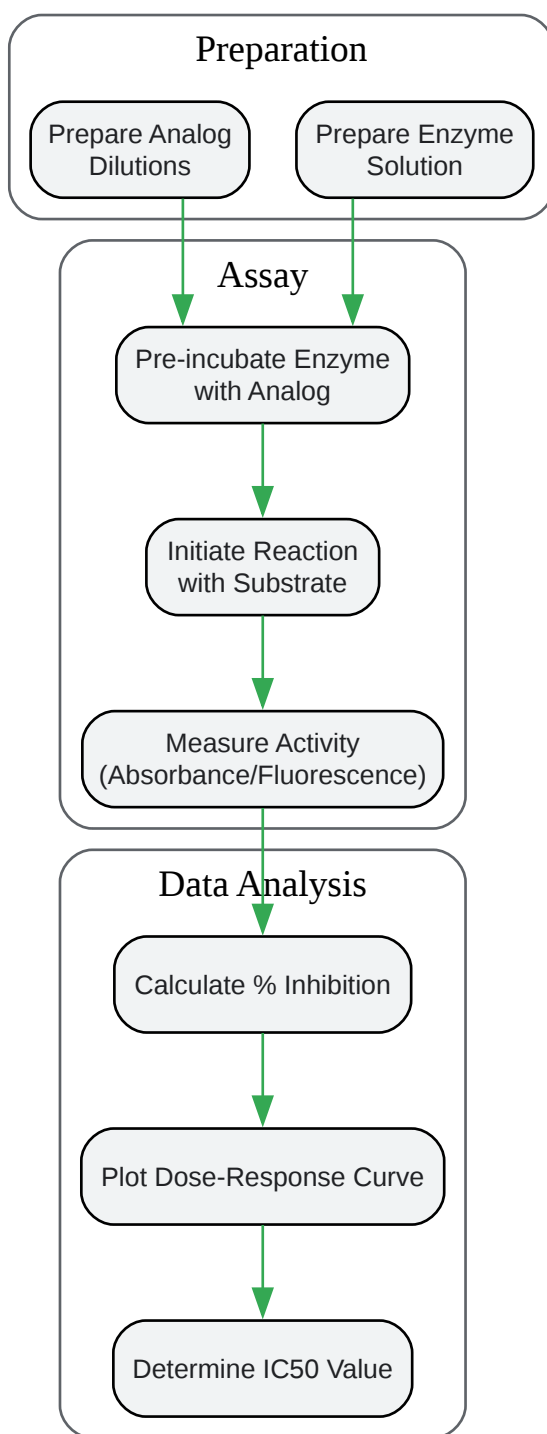 Preparation
Prepare Analog
Dilutions
Prepare Enzyme
Solution
Assay
Pre-incubate Enzyme
with Analog
Initiate Reaction
with Substrate
Measure Activity
(Absorbance/Fluorescence)
Data Analysis
Calculate % Inhibition
Plot Dose-Response Curve
Determine IC50 Value